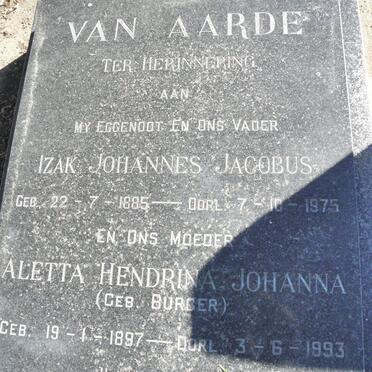 VAN AARDE
TER HERINNERING
AAN
MY EGGENOOT EN ONS VADER
IZAK JOHANNES JACOBUS
GEB. 22-7-1885 — OORL. 7-10-1975
EN ONS MOEDER
ALETTA HENDRINA JOHANNA
(GEB. BURGER)
GEB. 19-1-1897 — OORL. 3-6-1993